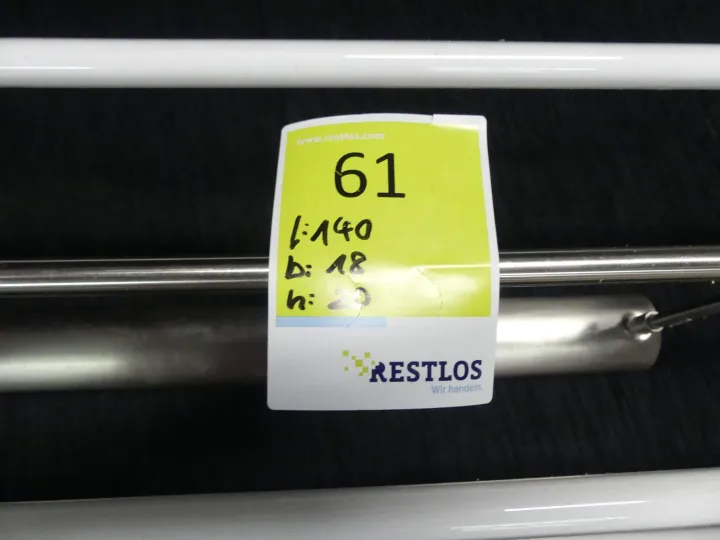 www.restlos.com
61
l: 140
b: 18
h: 20
RESTLOS
Wir handeln.